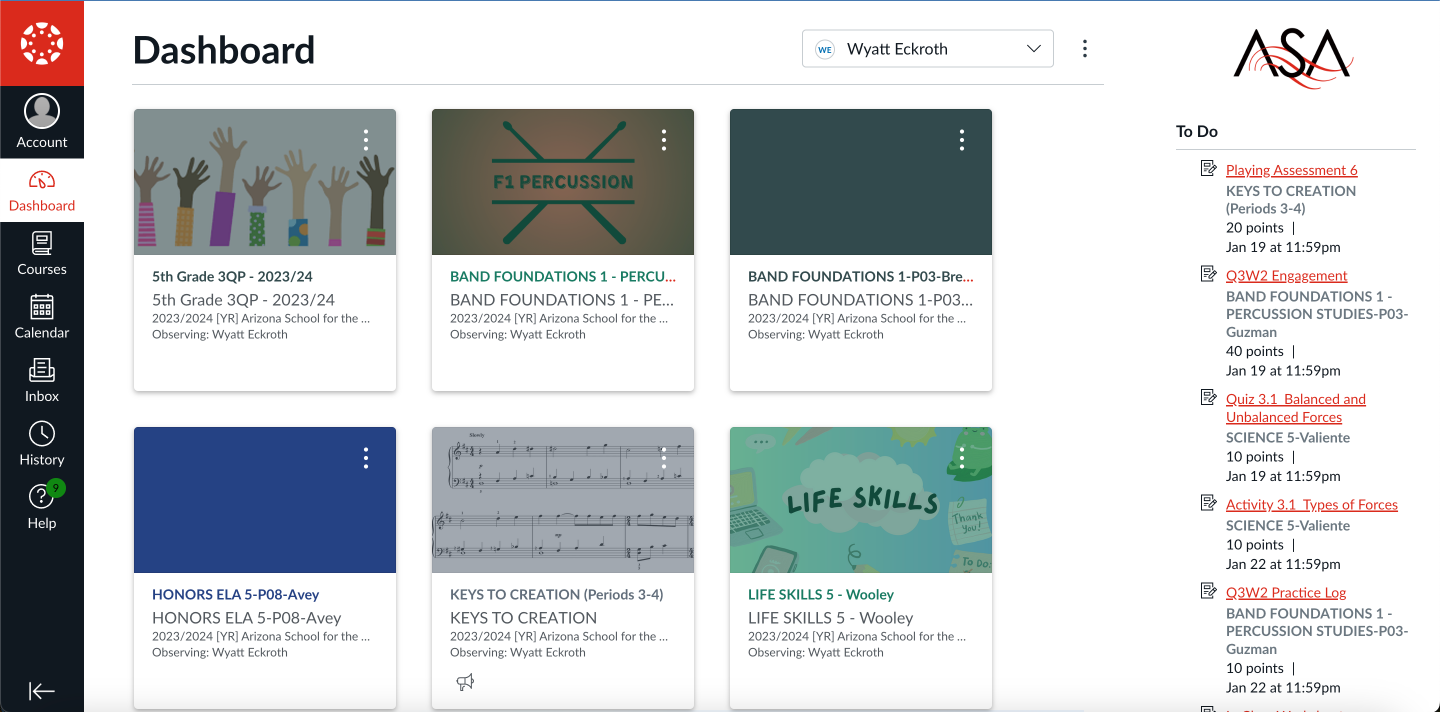 Dashboard
WE Wyatt Eckroth
ASA
Account
Dashboard
Courses
Calendar
Inbox
History
9
Help
F1 PERCUSSION
5th Grade 3QP - 2023/24
5th Grade 3QP - 2023/24
2023/2024 [YR] Arizona School for the ...
Observing: Wyatt Eckroth
BAND FOUNDATIONS 1 - PERCU...
BAND FOUNDATIONS 1 - PE...
2023/2024 [YR] Arizona School for the ...
Observing: Wyatt Eckroth
BAND FOUNDATIONS 1-P03-Bre...
BAND FOUNDATIONS 1-P03...
2023/2024 [YR] Arizona School for the ...
Observing: Wyatt Eckroth
HONORS ELA 5-P08-Avey
HONORS ELA 5-P08-Avey
2023/2024 [YR] Arizona School for the ...
Observing: Wyatt Eckroth
Slowly
KEYS TO CREATION (Periods 3-4)
KEYS TO CREATION
2023/2024 [YR] Arizona School for the ...
Observing: Wyatt Eckroth
LIFE SKILLS
Thank
You!
To Do:
LIFE SKILLS 5 - Wooley
LIFE SKILLS 5 - Wooley
2023/2024 [YR] Arizona School for the ...
Observing: Wyatt Eckroth
To Do
Playing Assessment 6
KEYS TO CREATION
(Periods 3-4)
20 points |
Jan 19 at 11:59pm
Q3W2 Engagement
BAND FOUNDATIONS 1 -
PERCUSSION STUDIES-P03-
Guzman
40 points |
Jan 19 at 11:59pm
Quiz 3.1 Balanced and
Unbalanced Forces
SCIENCE 5-Valiente
10 points |
Jan 19 at 11:59pm
Activity 3.1 Types of Forces
SCIENCE 5-Valiente
10 points |
Jan 22 at 11:59pm
Q3W2 Practice Log
BAND FOUNDATIONS 1 -
PERCUSSION STUDIES-P03-
Guzman
10 points |
Jan 22 at 11:59pm